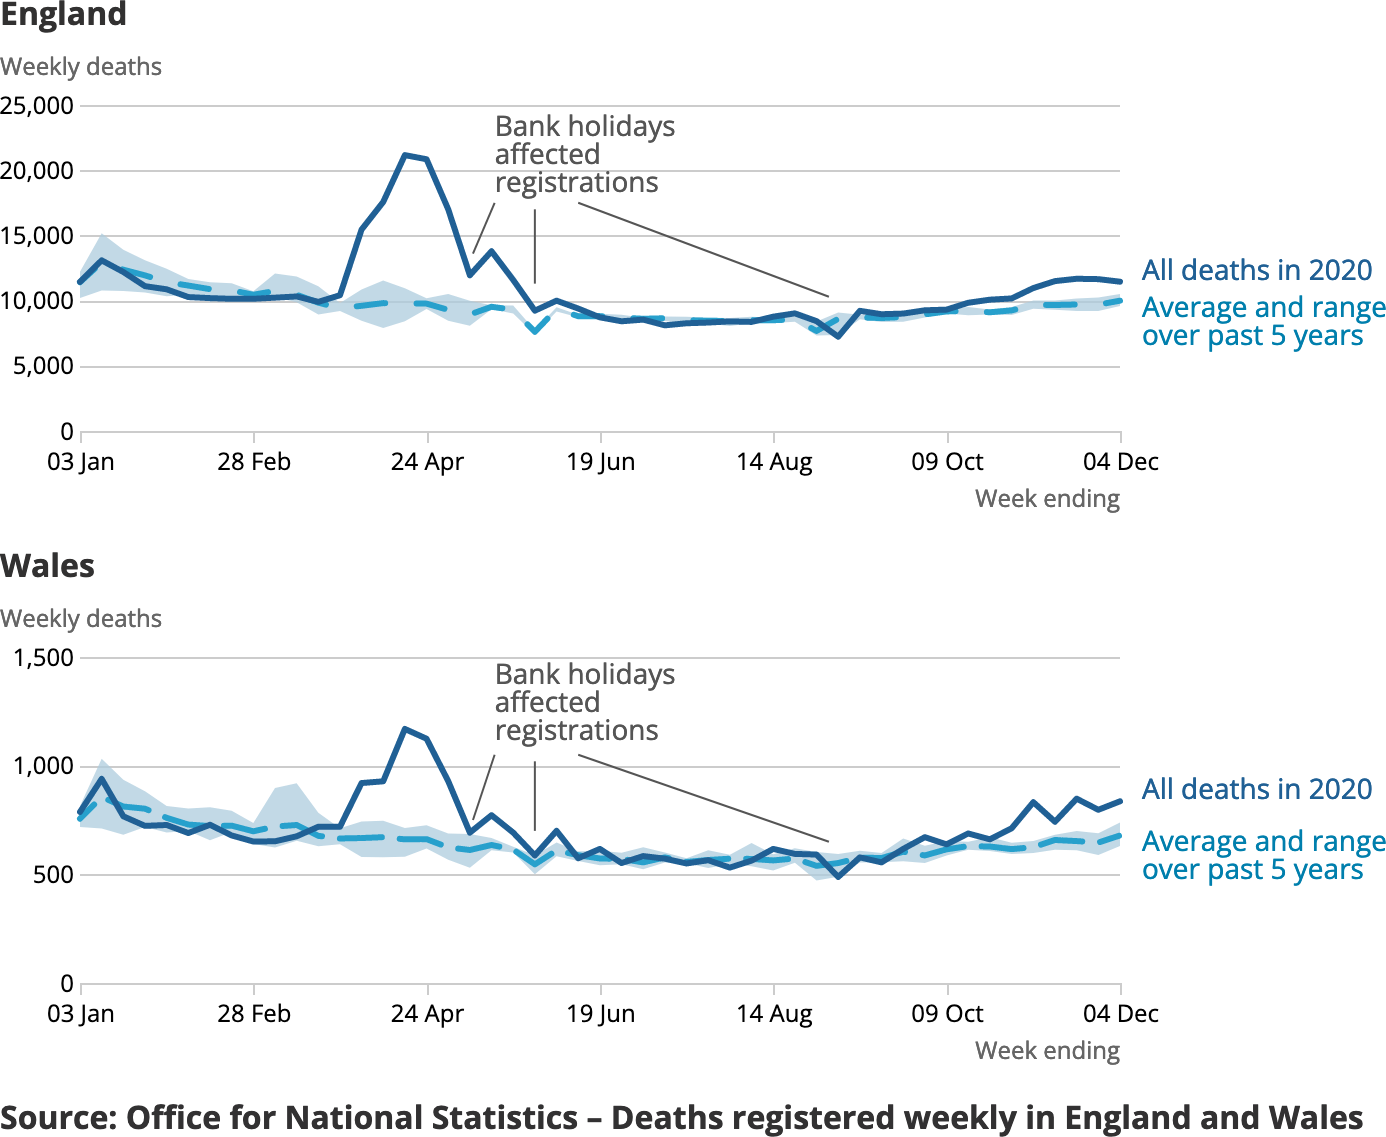 England
Weekly deaths
25,000
20,000
15,000
10,000
5,000
0
Bank holidays
affected
registrations
All deaths in 2020
Average and range
over past 5 years
03 Jan 28 Feb 24 Apr 19 Jun 14 Aug 09 Oct 04 Dec
Week ending
Wales
Weekly deaths
1,500
1,000
500
0
Bank holidays
affected
registrations
All deaths in 2020
Average and range
over past 5 years
03 Jan 28 Feb 24 Apr 19 Jun 14 Aug 09 Oct 04 Dec
Week ending
Source: Office for National Statistics – Deaths registered weekly in England and Wales